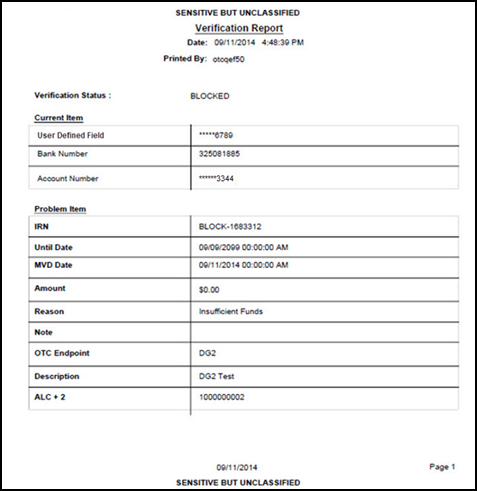 SENSITIVE BUT UNCLASSIFIED
Verification Report
Date: 09/11/2014 4:48:39 PM
Printed By: otcqef50
Verification Status : BLOCKED
Current Item
User Defined Field *****6789
Bank Number 325081885
Account Number ******3344
Problem Item
IRN BLOCK-1683312
Until Date 09/09/2099 00:00:00 AM
MVD Date 09/11/2014 00:00:00 AM
Amount $0.00
Reason Insufficient Funds
Note
OTC Endpoint DG2
Description DG2 Test
ALC + 2 1000000002
09/11/2014 Page 1
SENSITIVE BUT UNCLASSIFIED